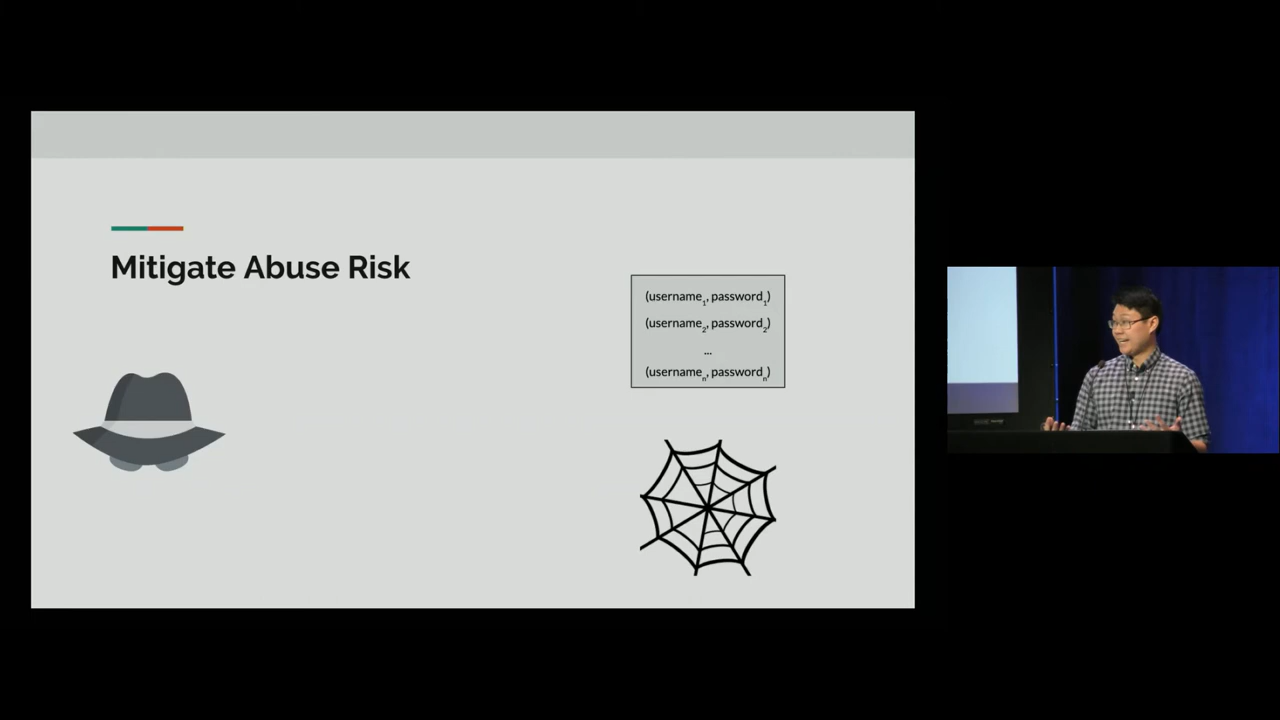 Mitigate Abuse Risk
(username₁, password₁)
(username₂, password₂)
...
(usernameₙ, passwordₙ)